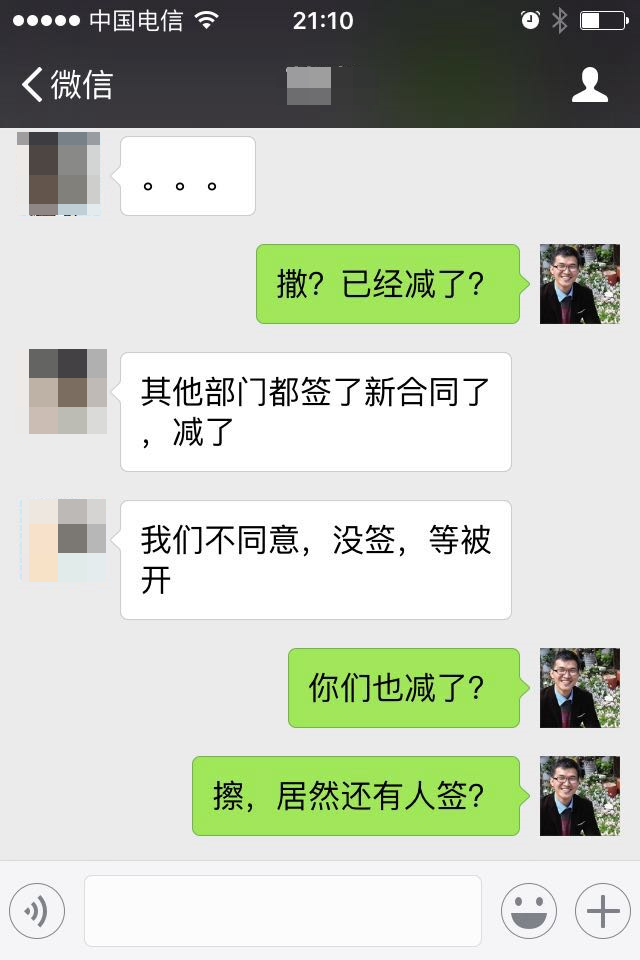 中国电信
21:10
微信
。。。
撒？已经减了？
其他部门都签了新合同了
，减了
我们不同意，没签，等被
开
你们也减了？
擦，居然还有人签？